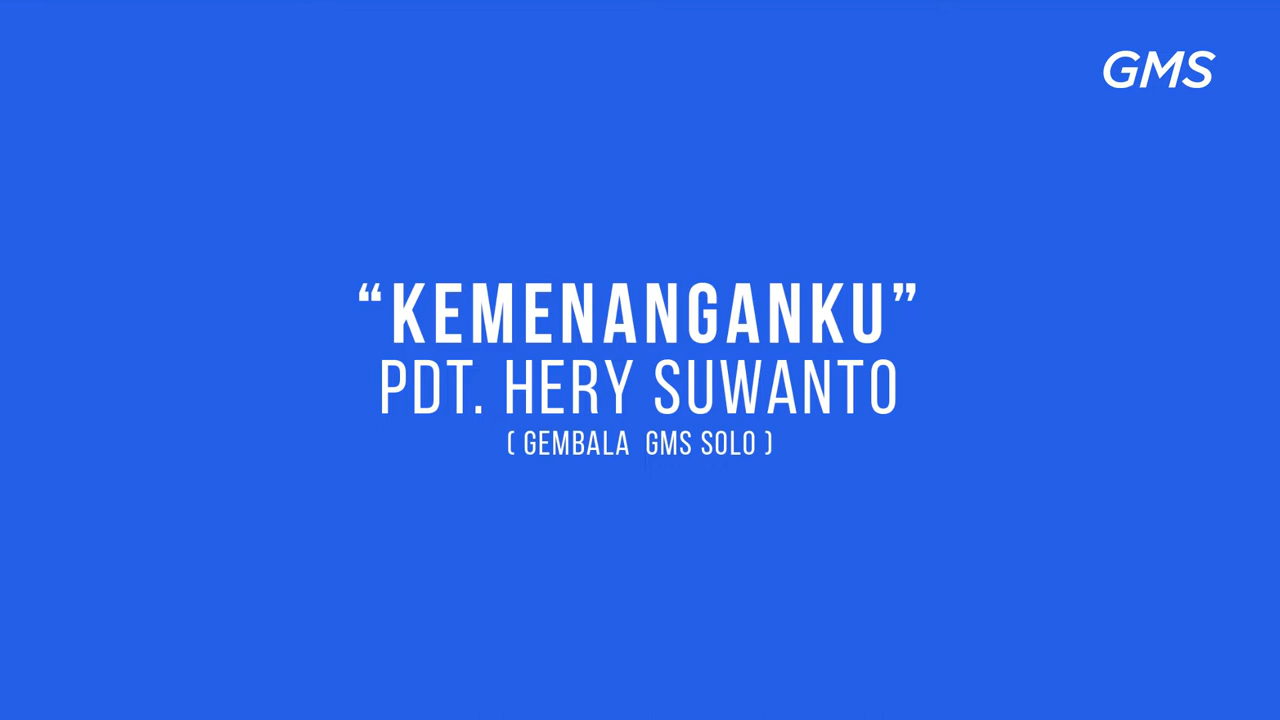 GMS
“KEMENANGANKU”
PDT. HERY SUWANTO
( GEMBALA GMS SOLO )